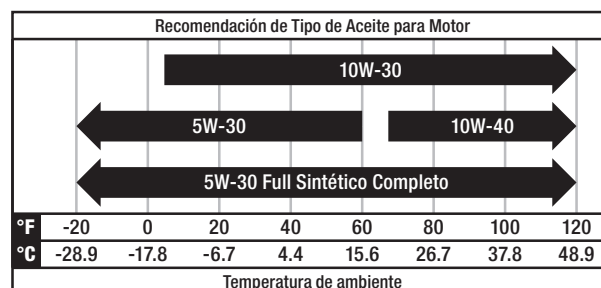 Recomendación de Tipo de Aceite para Motor
10W-30
5W-30 10W-40
5W-30 Full Sintético Completo
°F -20 0 20 40 60 80 100 120
°C -28.9 -17.8 -6.7 4.4 15.6 26.7 37.8 48.9
Temperatura de ambiente